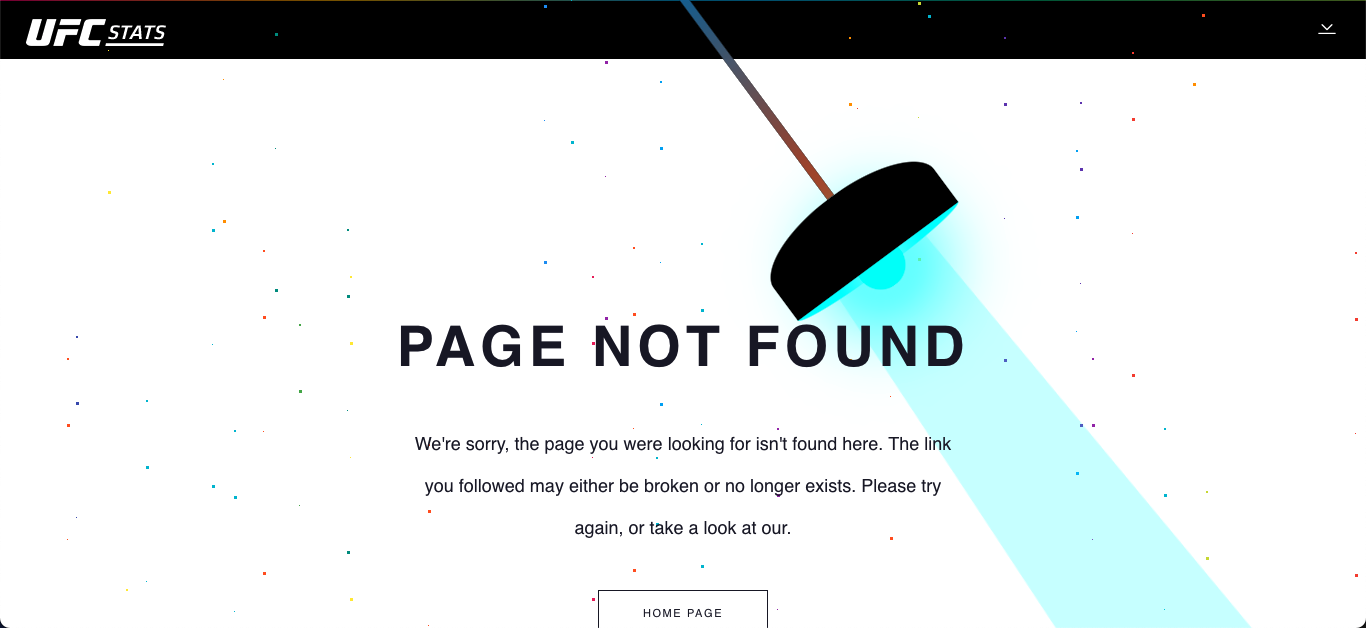 UFC STATS
PAGE NOT FOUND
We're sorry, the page you were looking for isn't found here. The link
you followed may either be broken or no longer exists. Please try
again, or take a look at our.
HOME PAGE